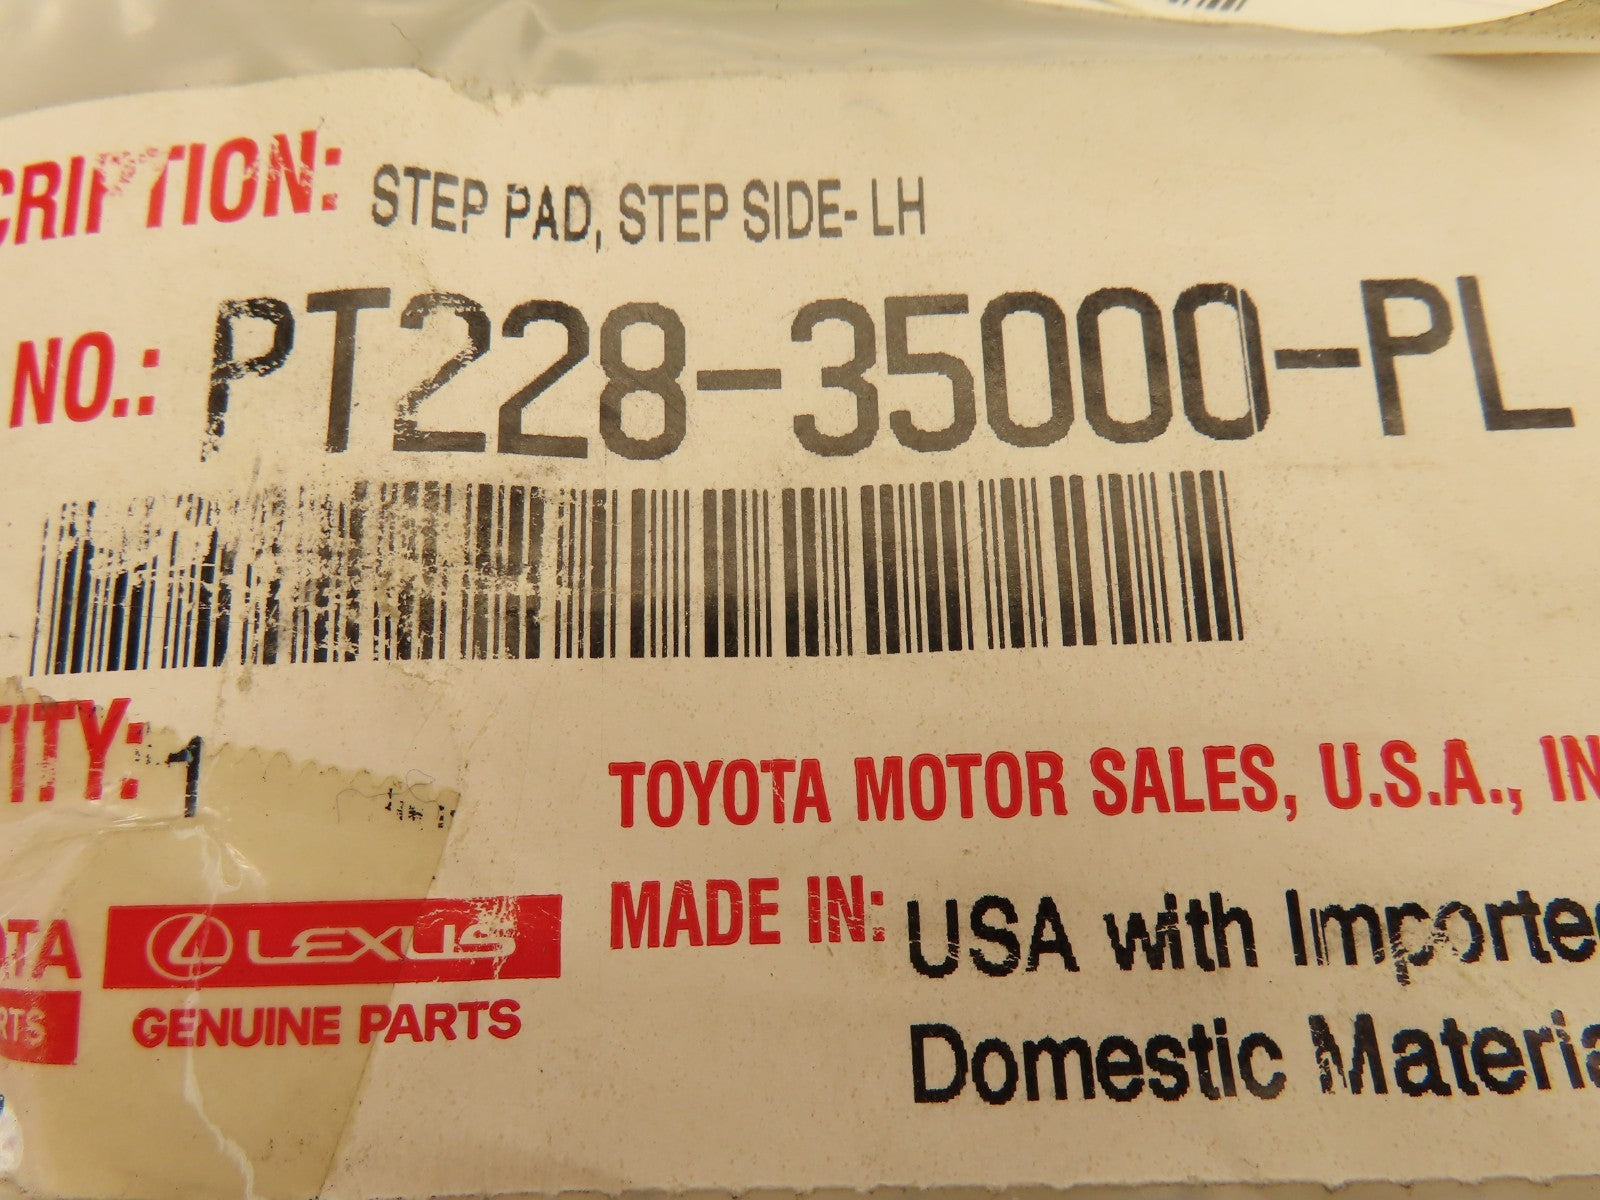 CRIPTION: STEP PAD, STEP SIDE- LH
NO.: PT228-35000-PL
TITY: 1
TOYOTA MOTOR SALES, U.S.A., IN
MADE IN: USA with Importe
Domestic Materia
OTA
RTS
LEXUS
GENUINE PARTS